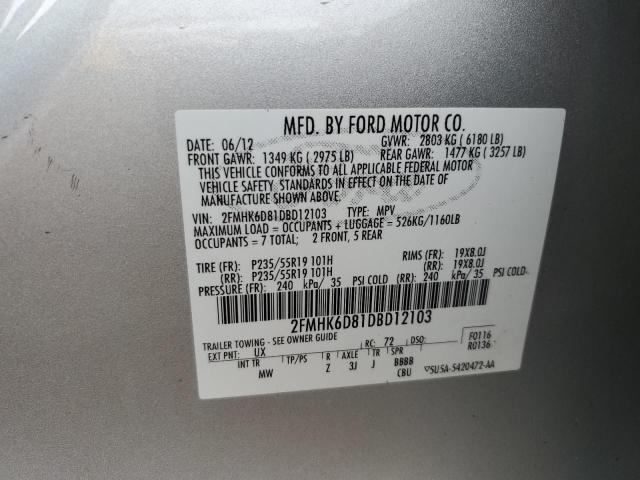 MFD. BY FORD MOTOR CO.
DATE: 06/12 GVWR: 2803 KG ( 6180 LB)
FRONT GAWR: 1349 KG ( 2975 LB) REAR GAWR: 1477 KG ( 3257 LB)
THIS VEHICLE CONFORMS TO ALL APPLICABLE FEDERAL MOTOR
VEHICLE SAFETY STANDARDS IN EFFECT ON THE DATE OF
MANUFACTURE SHOWN ABOVE.
VIN: 2FMHK6D81DBD12103 TYPE: MPV
MAXIMUM LOAD = OCCUPANTS + LUGGAGE = 526KG/1160LB
OCCUPANTS = 7 TOTAL; 2 FRONT, 5 REAR
TIRE (FR): P235/55R19 101H RIMS (FR): 19X8.0J
(RR): P235/55R19 101H (RR): 19X8.0J
PRESSURE (FR): 240 kPa/ 35 PSI COLD (RR): 240 kPa/ 35 PSI COLD
2FMHK6D81DBD12103
TRAILER TOWING - SEE OWNER GUIDE RC: 72 DSO: F0116
EXT PNT: UX R0136
INT TR TP/PS R AXLE TR SPR BBBB
MW Z 3J J CBU
SU5A-5420472-AA